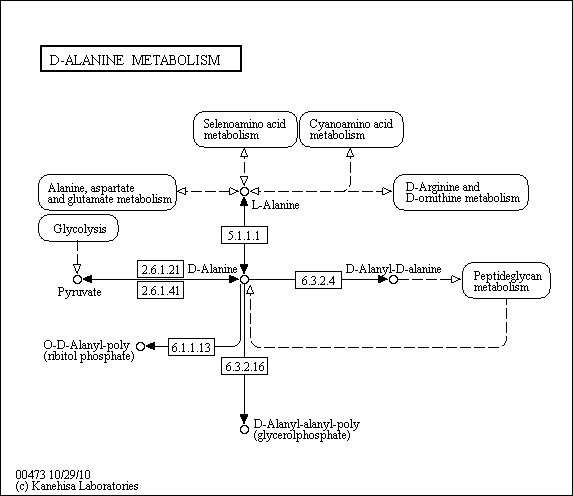 D-ALANINE METABOLISM
Selenoamino acid
metabolism
Cyanoamino acid
metabolism
Alanine, aspartate
and glutamate metabolism
D-Arginine and
D-ornithine metabolism
L-Alanine
Glycolysis
5.1.1.1
2.6.1.21
D-Alanine
D-Alanyl-D-alanine
6.3.2.4
Peptideglycan
metabolism
Pyruvate
2.6.1.41
O-D-Alanyl-poly
(ribitol phosphate)
6.1.1.13
6.3.2.16
D-Alanyl-alanyl-poly
(glycerolphosphate)
00473 10/29/10
(c) Kanehisa Laboratories